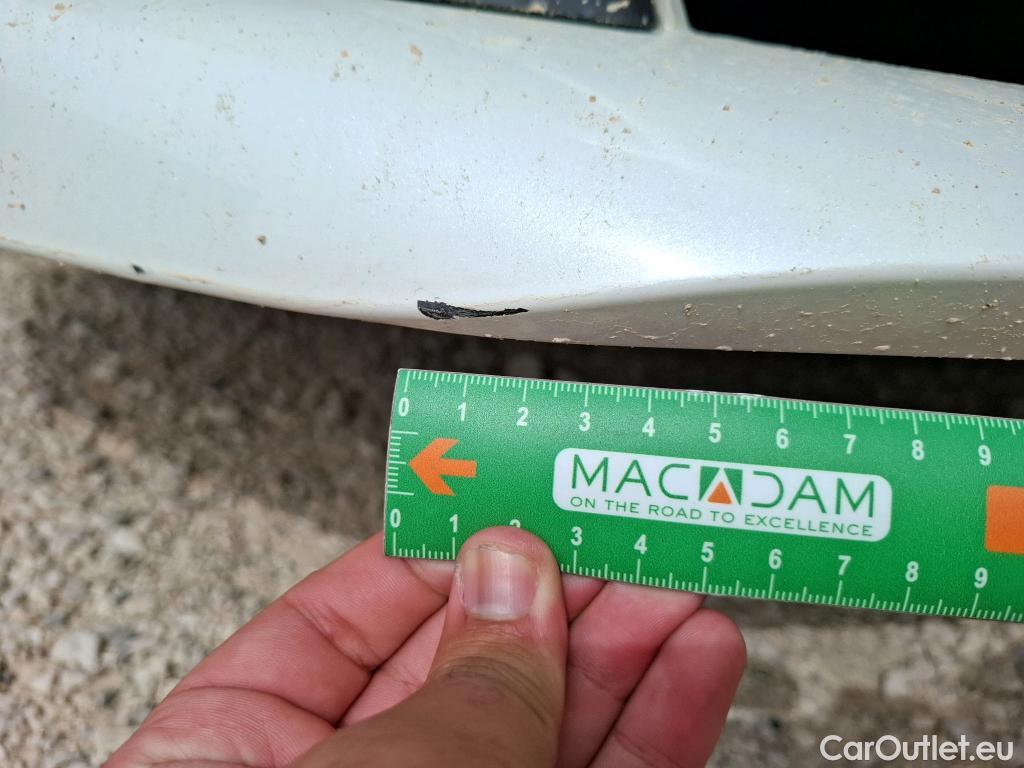 0 1 2 3 4 5 6 7 8 9
MACADAM
ON THE ROAD TO EXCELLENCE
0 1 2 3 4 5 6 7 8 9
CarOutlet.eu